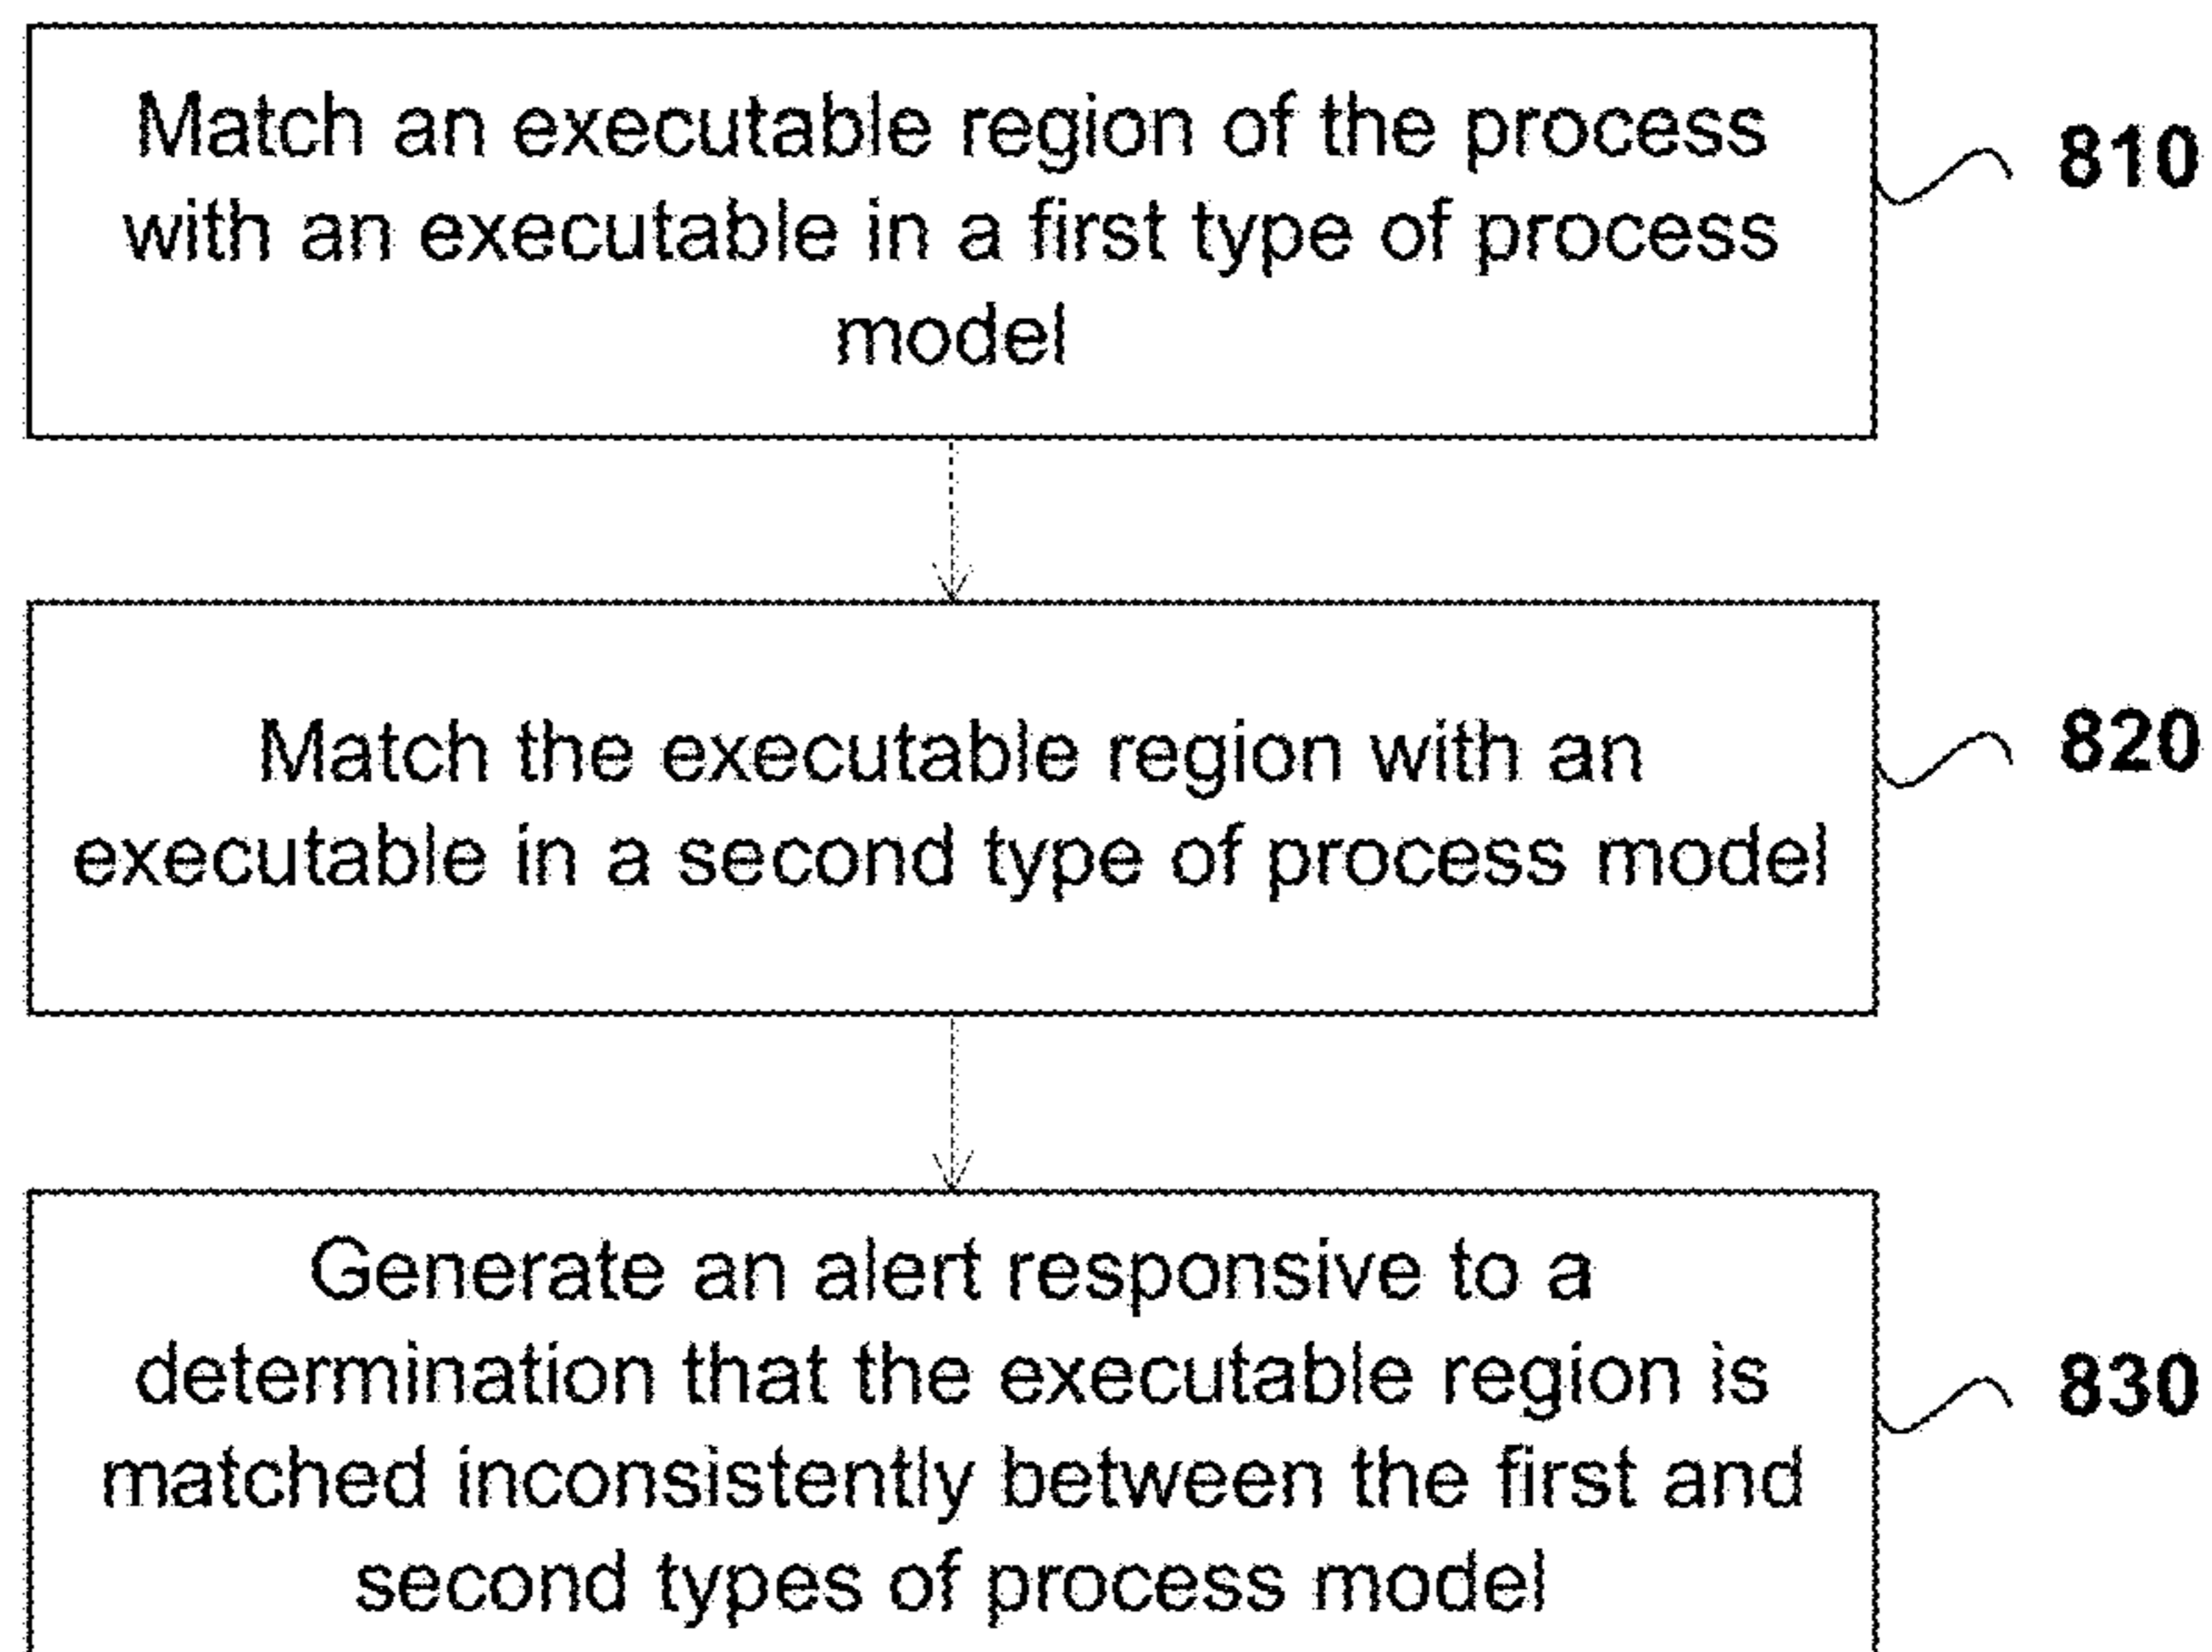 Match an executable region of the process
with an executable in a first type of process
model
810
Match the executable region with an
executable in a second type of process model
820
Generate an alert responsive to a
determination that the executable region is
matched inconsistently between the first and
second types of process model
830